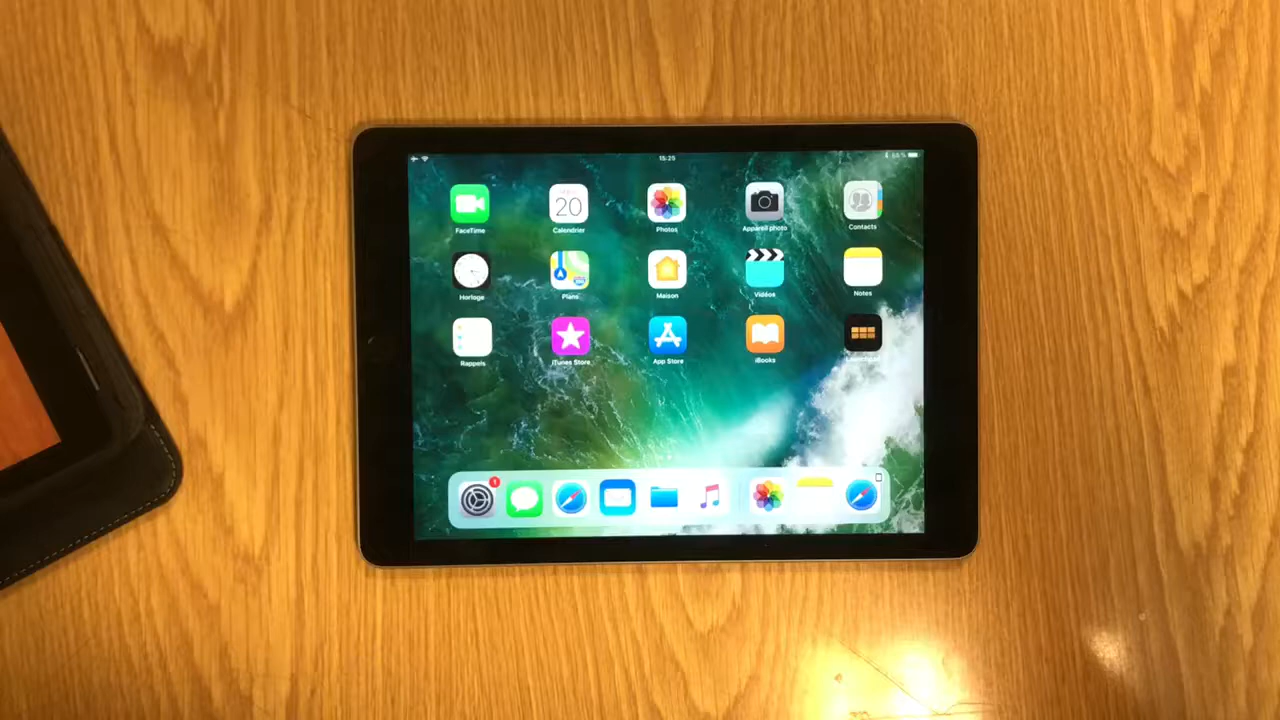 15:25
20
FaceTime
Calendrier
Photos
Appareil photo
Contacts
Horloge
Plans
Maison
Vidéos
Notes
Rappels
iTunes Store
App Store
iBooks
1